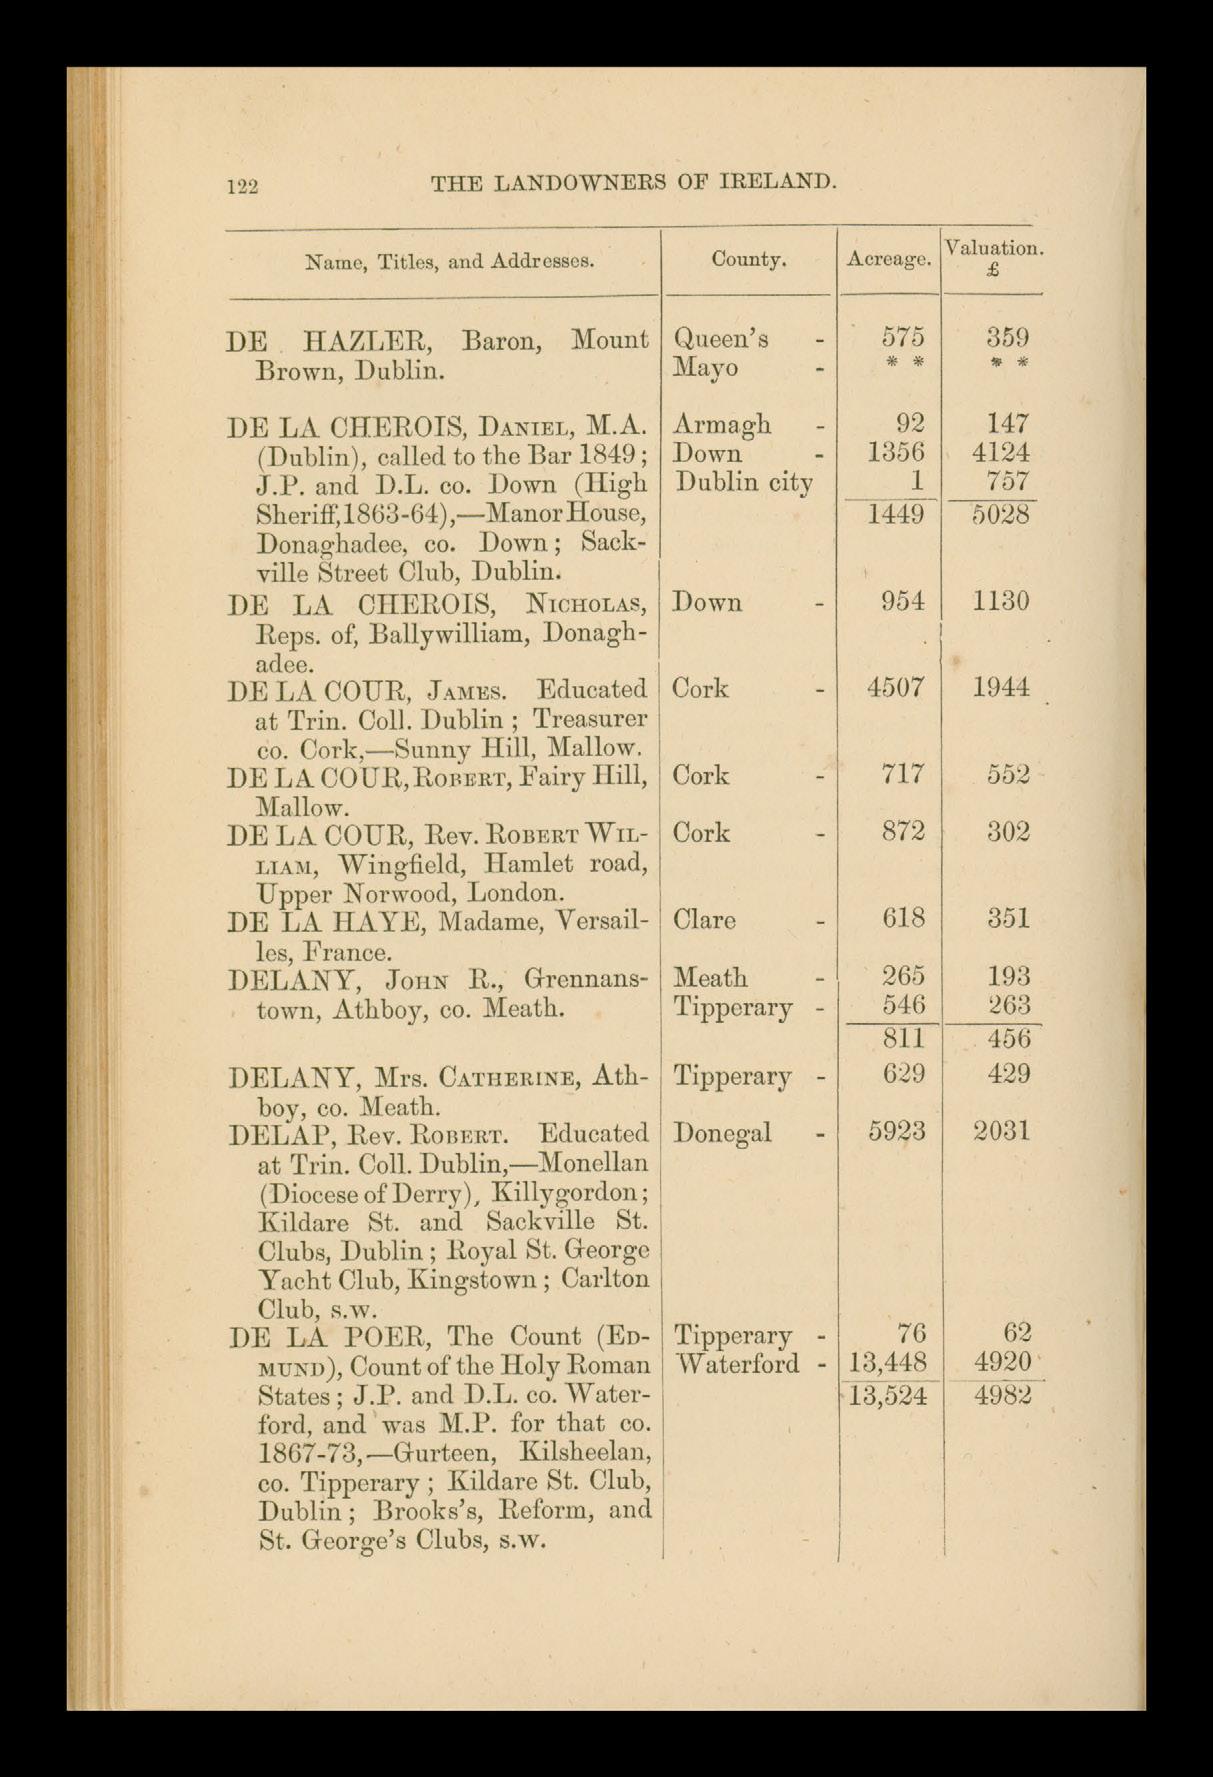 122 THE LANDOWNERS OF IRELAND.
Name, Titles, and Addresses. County. Acreage. Valuation. £
DE HAZLER, Baron, Mount Queen's - 575 359
Brown, Dublin. Mayo - * * * *
DE LA CHEROIS, DANIEL, M.A. Armagh - 92 147
(Dublin), called to the Bar 1849; Down - 1356 4124
J.P. and D.L. co. Down (High Dublin city 1 757
Sheriff, 1863-64),—Manor House, 1449 5028
Donaghadee, co. Down; Sack-
ville Street Club, Dublin.
DE LA CHEROIS, NICHOLAS, Down - 954 1130
Reps. of, Ballywilliam, Donagh-
adee.
DE LA COUR, JAMES. Educated Cork - 4507 1944
at Trin. Coll. Dublin; Treasurer
co. Cork,—Sunny Hill, Mallow.
DE LA COUR, ROBERT, Fairy Hill, Cork - 717 552
Mallow.
DE LA COUR, Rev. ROBERT WIL- Cork - 872 302
LIAM, Wingfield, Hamlet road,
Upper Norwood, London.
DE LA HAYE, Madame, Versail- Clare - 618 351
les, France.
DELANY, JOHN R., Grennans- Meath - 265 193
town, Athboy, co. Meath. Tipperary - 546 263
811 456
DELANY, Mrs. CATHERINE, Ath- Tipperary - 629 429
boy, co. Meath.
DELAP, Rev. ROBERT. Educated Donegal - 5923 2031
at Trin. Coll. Dublin,—Monellan
(Diocese of Derry), Killygordon;
Kildare St. and Sackville St.
Clubs, Dublin; Royal St. George
Yacht Club, Kingstown; Carlton
Club, S.W.
DE LA POER, The Count (ED- Tipperary - 76 62
MUND), Count of the Holy Roman Waterford - 13,448 4920
States; J.P. and D.L. co. Water- 13,524 4982
ford, and was M.P. for that co.
1867-73,—Gurteen, Kilsheelan,
co. Tipperary; Kildare St. Club,
Dublin; Brooks's, Reform, and
St. George's Clubs, S.W.